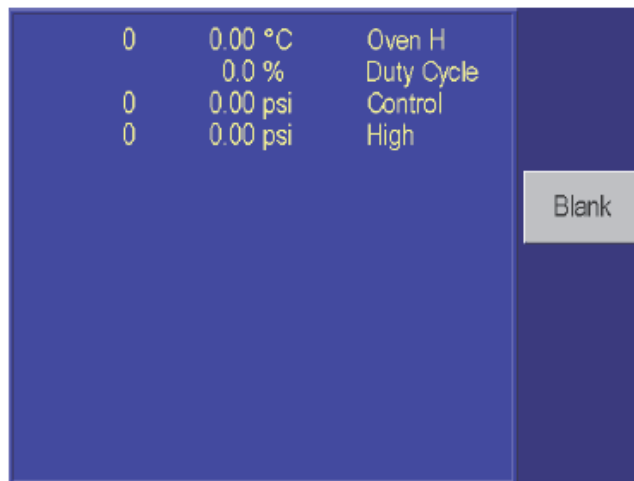 0 0.00 °C Oven H
0.0 % Duty Cycle
0 0.00 psi Control
0 0.00 psi High
Blank